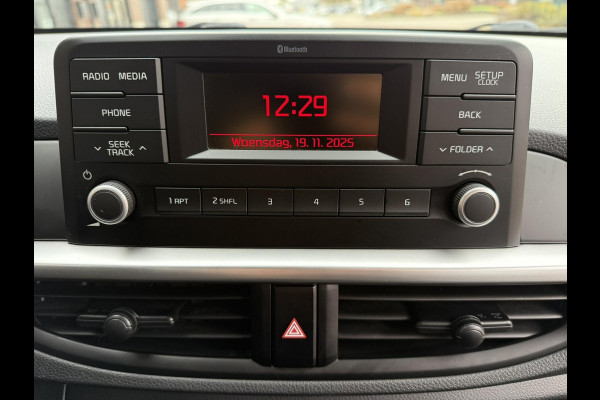 Bluetooth
RADIO MEDIA
PHONE
SEEK
TRACK
12:29
Woensdag, 19. 11. 2025
MENU SETUP
CLOCK
BACK
FOLDER
1 RPT 2 SHFL 3 4 5 6